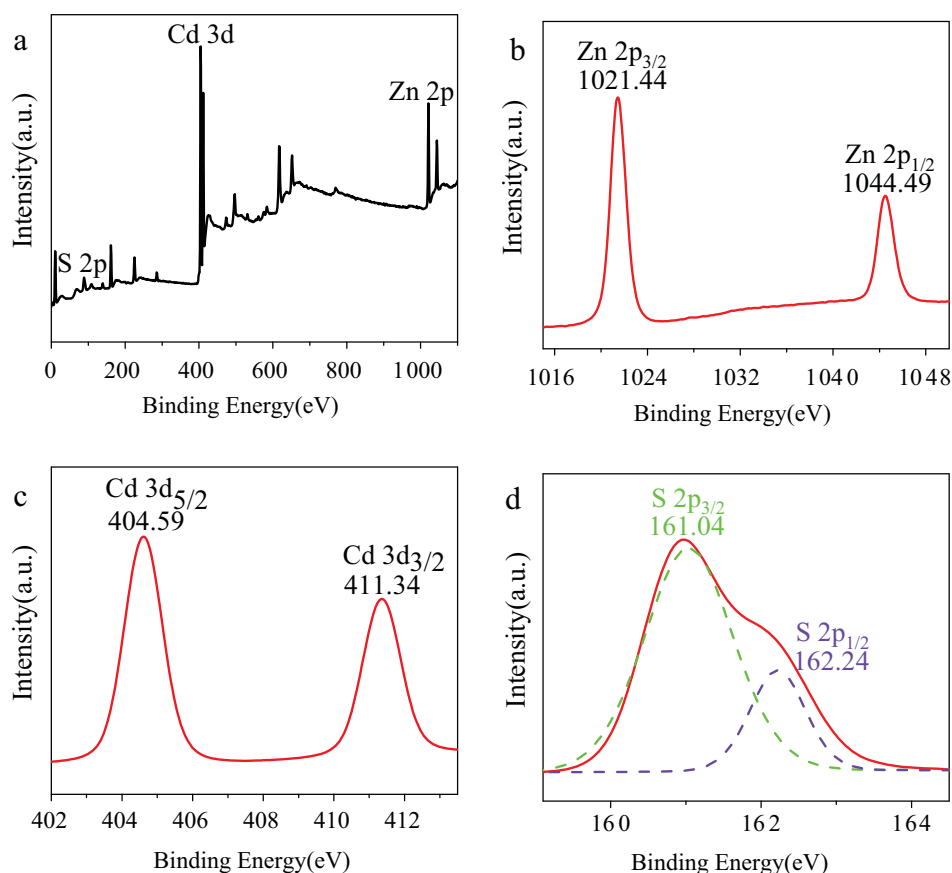 a
Cd 3d
Zn 2p
S 2p
Intensity(a.u.)
0 200 400 600 800 1000
Binding Energy(eV)
b
Zn 2p3/2
1021.44
Zn 2p1/2
1044.49
Intensity(a.u.)
1016 1024 1032 1040 1048
Binding Energy(eV)
c
Cd 3d5/2
404.59
Cd 3d3/2
411.34
Intensity(a.u.)
402 404 406 408 410 412
Binding Energy(eV)
d
S 2p3/2
161.04
S 2p1/2
162.24
Intensity(a.u.)
160 162 164
Binding Energy(eV)